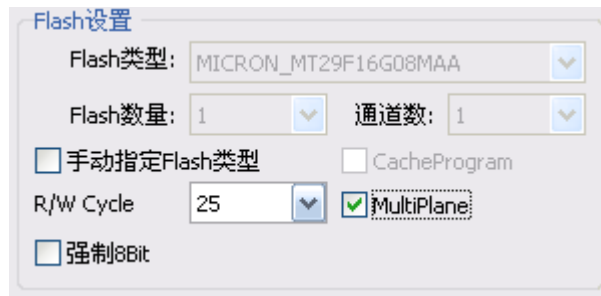 Flash设置
Flash类型: MICRON_MT29F16G08MAA
Flash数量: 1 通道数: 1
手动指定Flash类型 CacheProgram
R/W Cycle 25 MultiPlane
强制8Bit